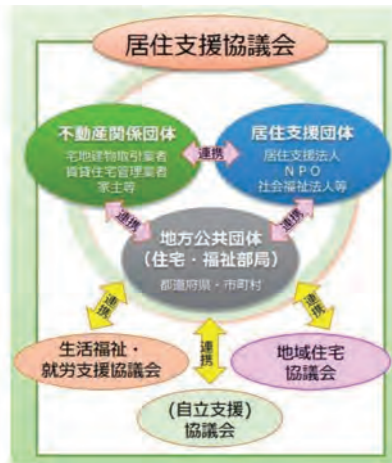 居住支援協議会
不動産関係団体
宅地建物取引業者
賃貸住宅管理業者
家主等
連携
居住支援団体
居住支援法人
NPO
社会福祉法人等
連携
連携
地方公共団体
(住宅・福祉部局)
都道府県・市町村
連携
連携
連携
生活福祉・
就労支援協議会
地域住宅
協議会
(自立支援)
協議会